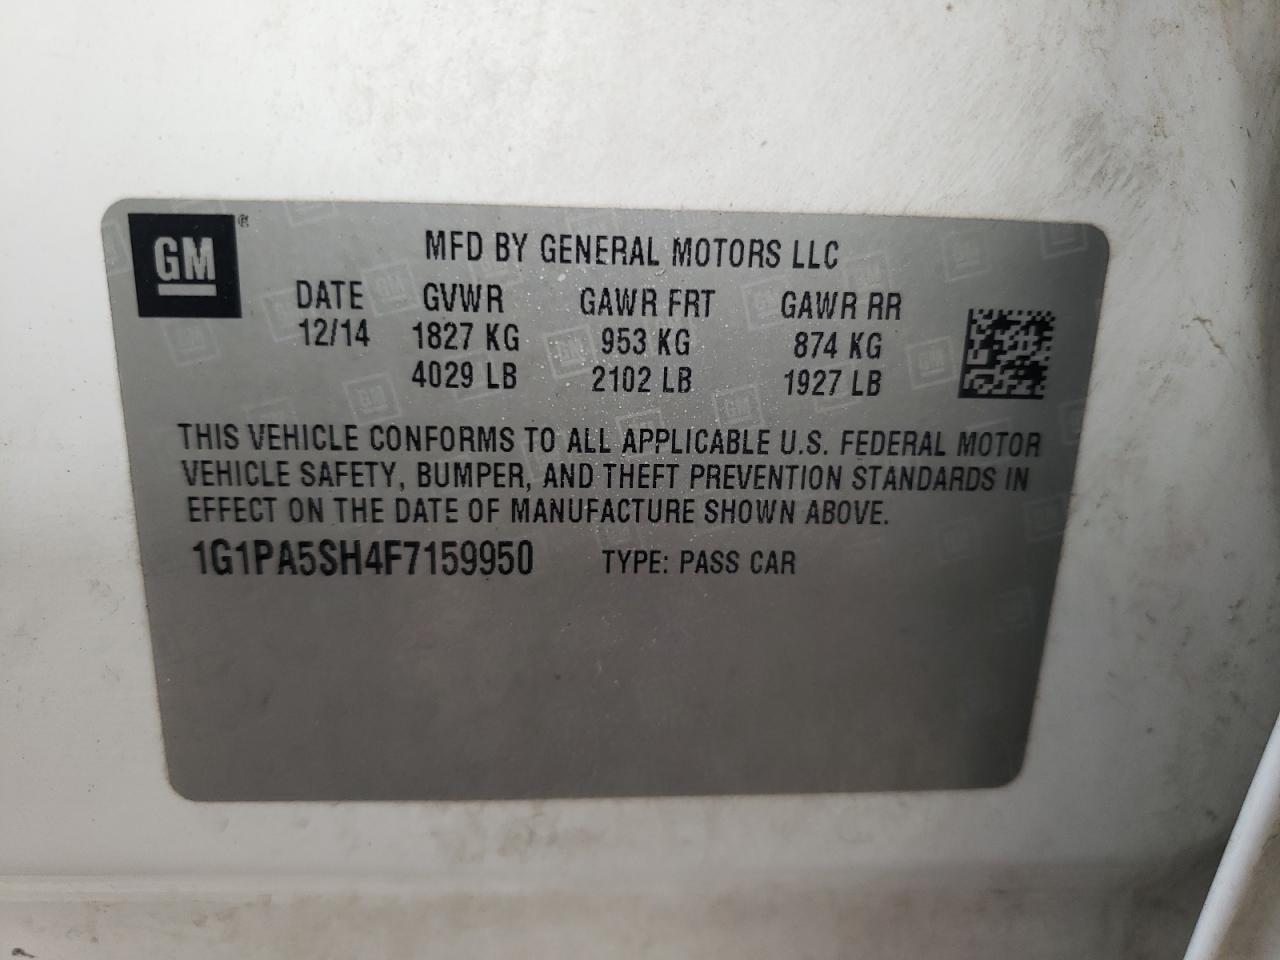 GM ®
MFD BY GENERAL MOTORS LLC
DATE GVWR GAWR FRT GAWR RR
12/14 1827 KG 953 KG 874 KG
4029 LB 2102 LB 1927 LB
THIS VEHICLE CONFORMS TO ALL APPLICABLE U.S. FEDERAL MOTOR
VEHICLE SAFETY, BUMPER, AND THEFT PREVENTION STANDARDS IN
EFFECT ON THE DATE OF MANUFACTURE SHOWN ABOVE.
1G1PA5SH4F7159950 TYPE: PASS CAR